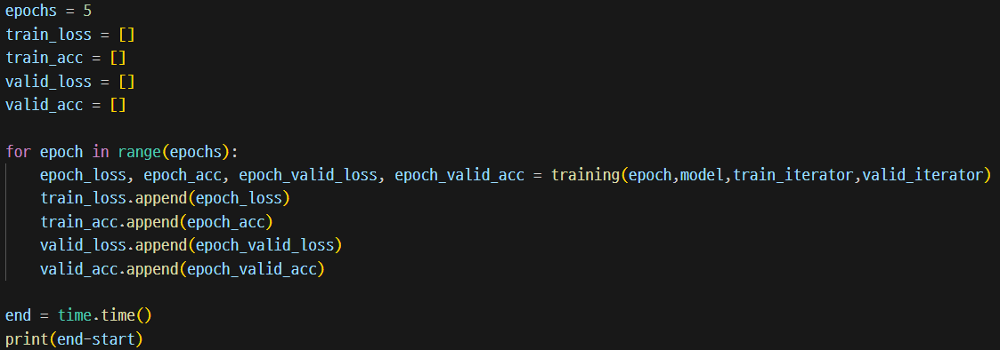 epochs = 5
train_loss = []
train_acc = []
valid_loss = []
valid_acc = []

for epoch in range(epochs):
    epoch_loss, epoch_acc, epoch_valid_loss, epoch_valid_acc = training(epoch,model,train_iterator,valid_iterator)
    train_loss.append(epoch_loss)
    train_acc.append(epoch_acc)
    valid_loss.append(epoch_valid_loss)
    valid_acc.append(epoch_valid_acc)

end = time.time()
print(end-start)